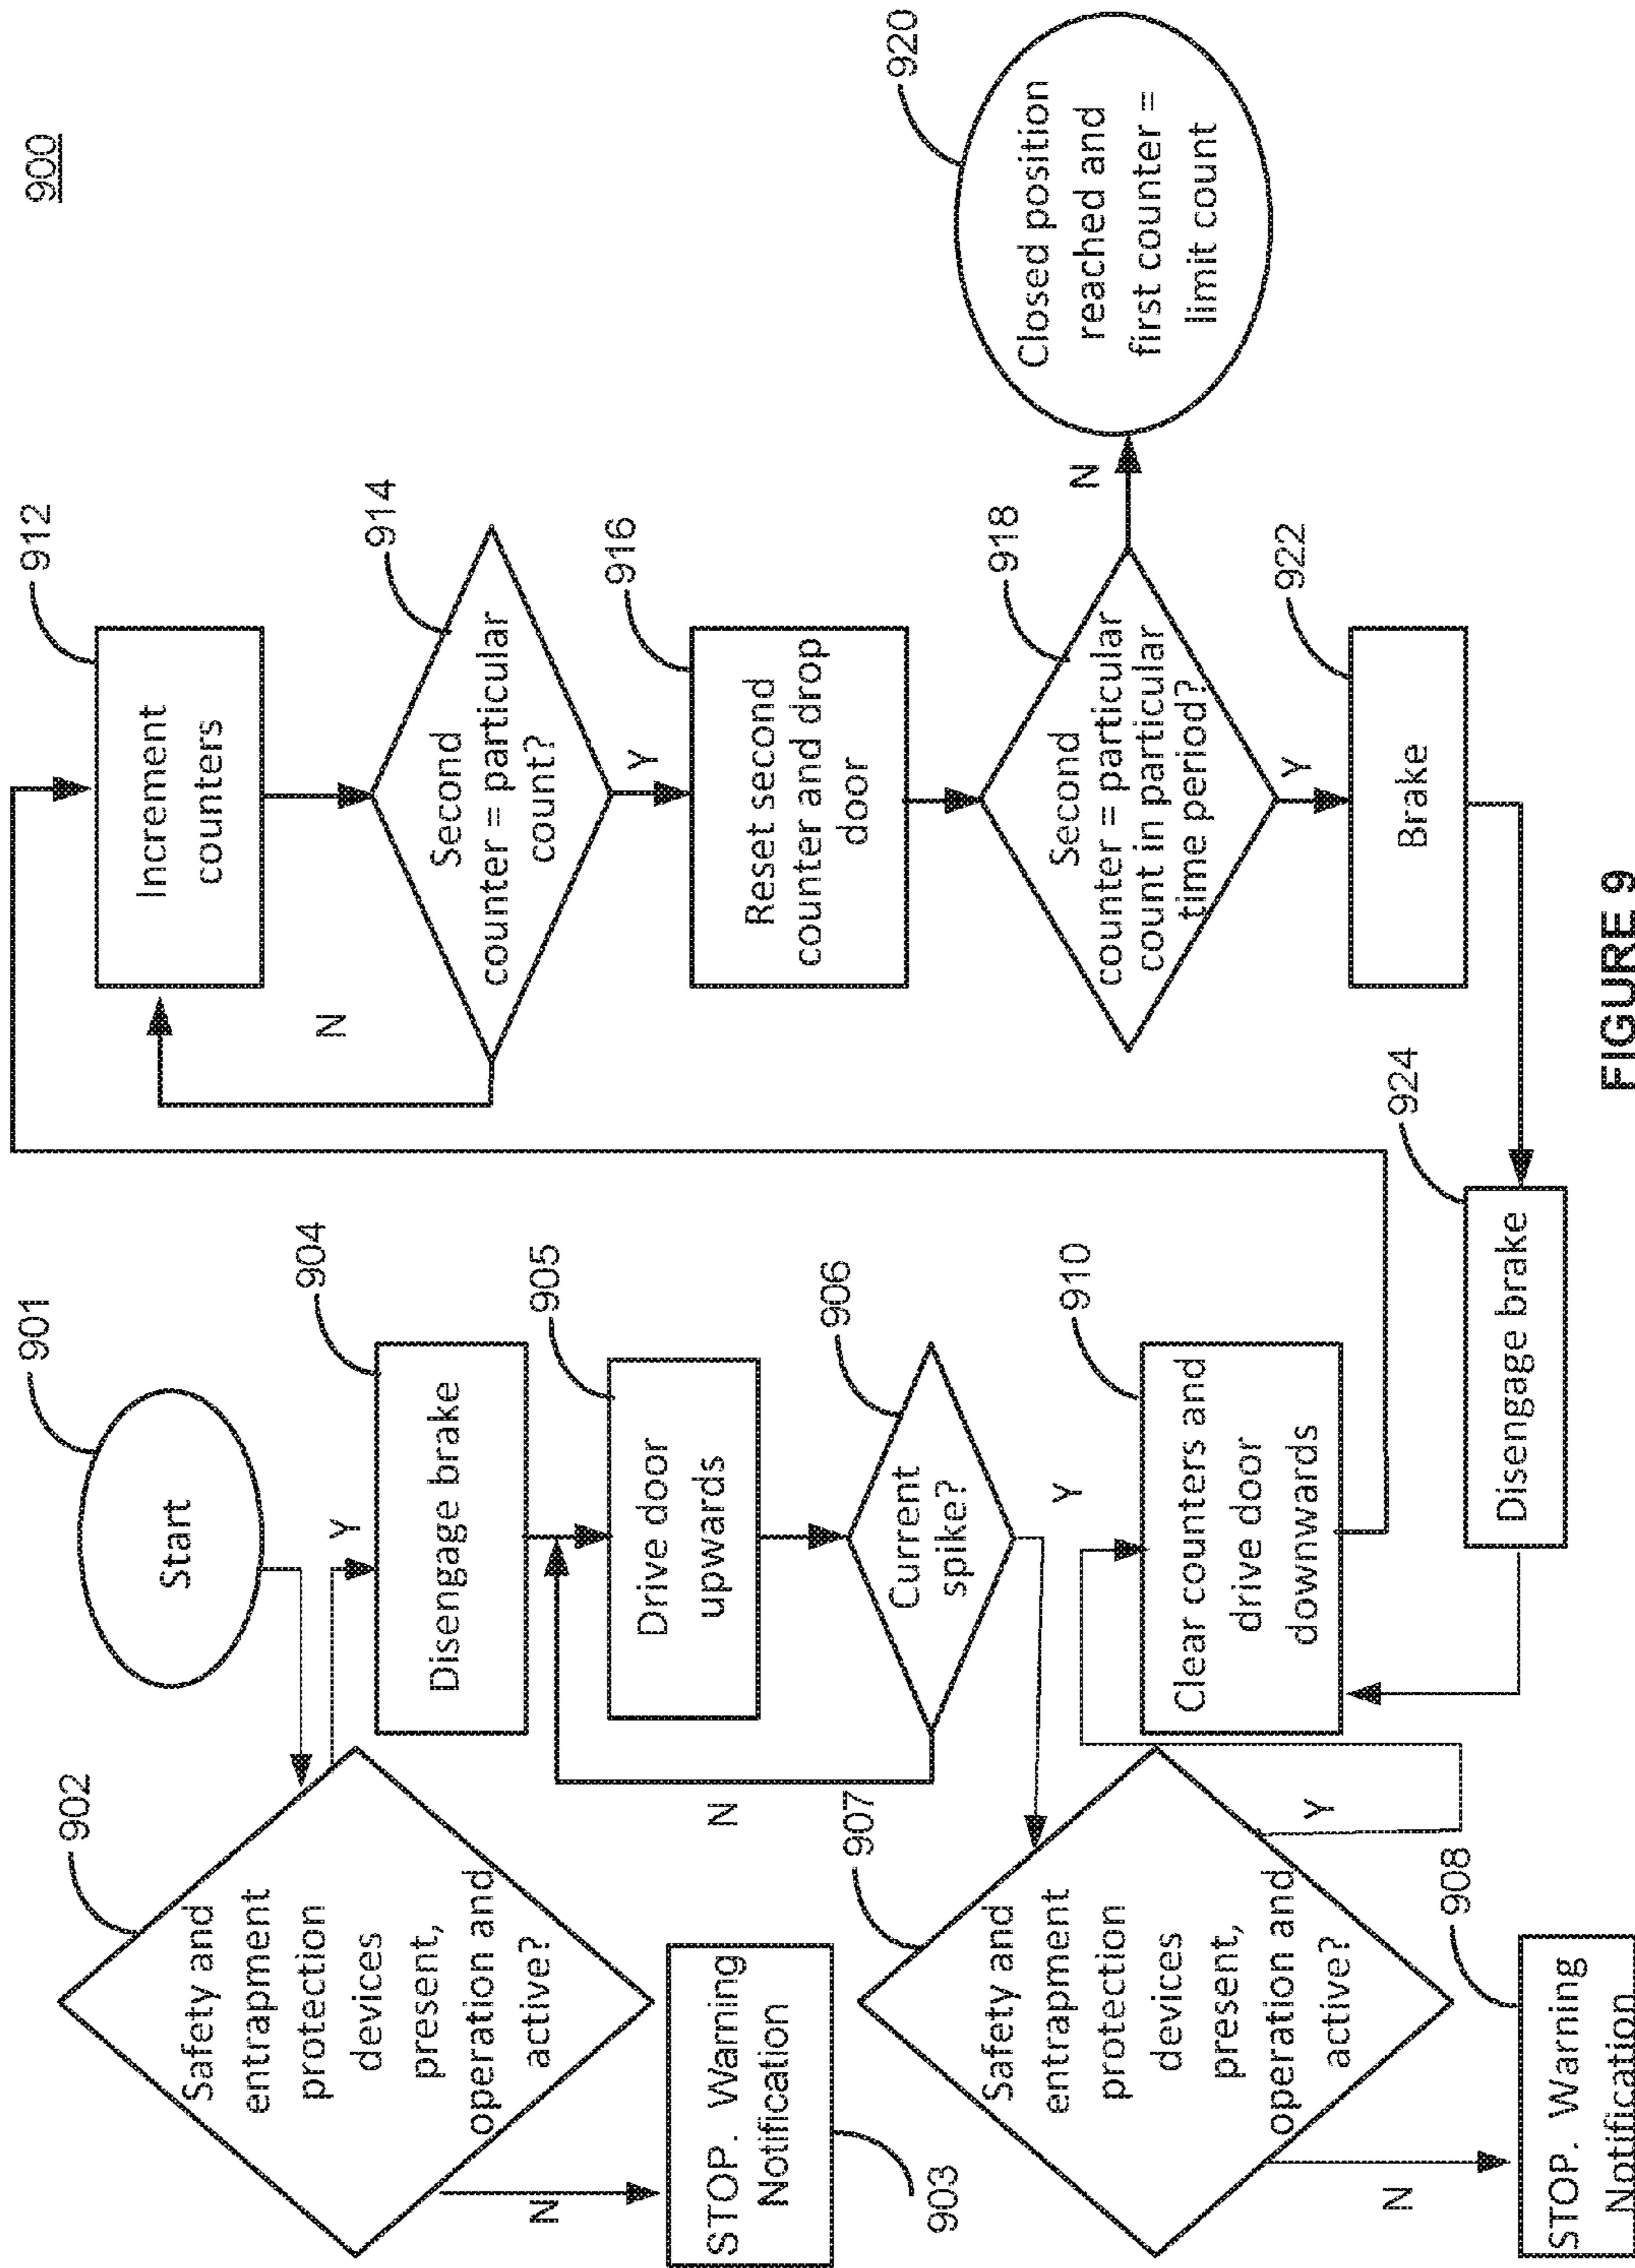 900
901
Start
902
Safety and
entrapment
protection
devices
present,
operation and
active?
Y
N
STOP. Warning
Notification
903
904
Disengage brake
905
Drive door
upwards
906
Current
spike?
N
Y
907
Safety and
entrapment
protection
devices
present,
operation and
active?
Y
N
908
STOP. Warning
Notification
910
Clear counters and
drive door
downwards
912
Increment
counters
914
Second
counter = particular
count?
N
Y
916
Reset second
counter and drop
door
918
Second
counter = particular
count in particular
time period?
N
920
Closed position
reached and
first counter =
limit count
Y
922
Brake
924
Disengage brake
FIGURE 9